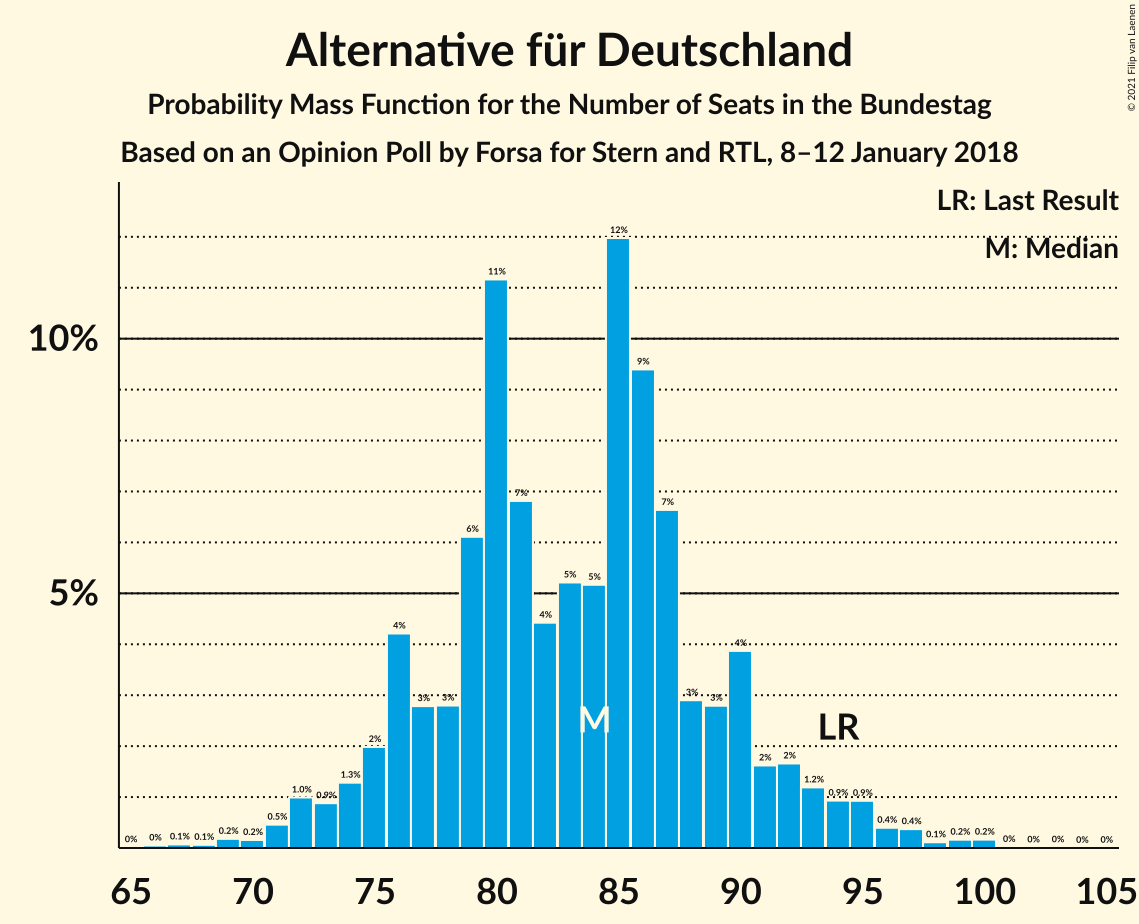 Alternative für Deutschland
Probability Mass Function for the Number of Seats in the Bundestag
Based on an Opinion Poll by Forsa for Stern and RTL, 8–12 January 2018
© 2021 Filip van Laenen
LR: Last Result
M: Median
10%
5%
0% 0% 0.1% 0.1% 0.2% 0.2% 0.5% 1.0% 0.9% 1.3% 2% 4% 3% 3% 6% 11% 7% 4% 5% 5% 12% 9% 7% 3% 3% 4% 2% 2% 1.2% 0.9% 0.9% 0.4% 0.4% 0.1% 0.2% 0.2% 0% 0% 0% 0% 0%
M
LR
65 70 75 80 85 90 95 100 105